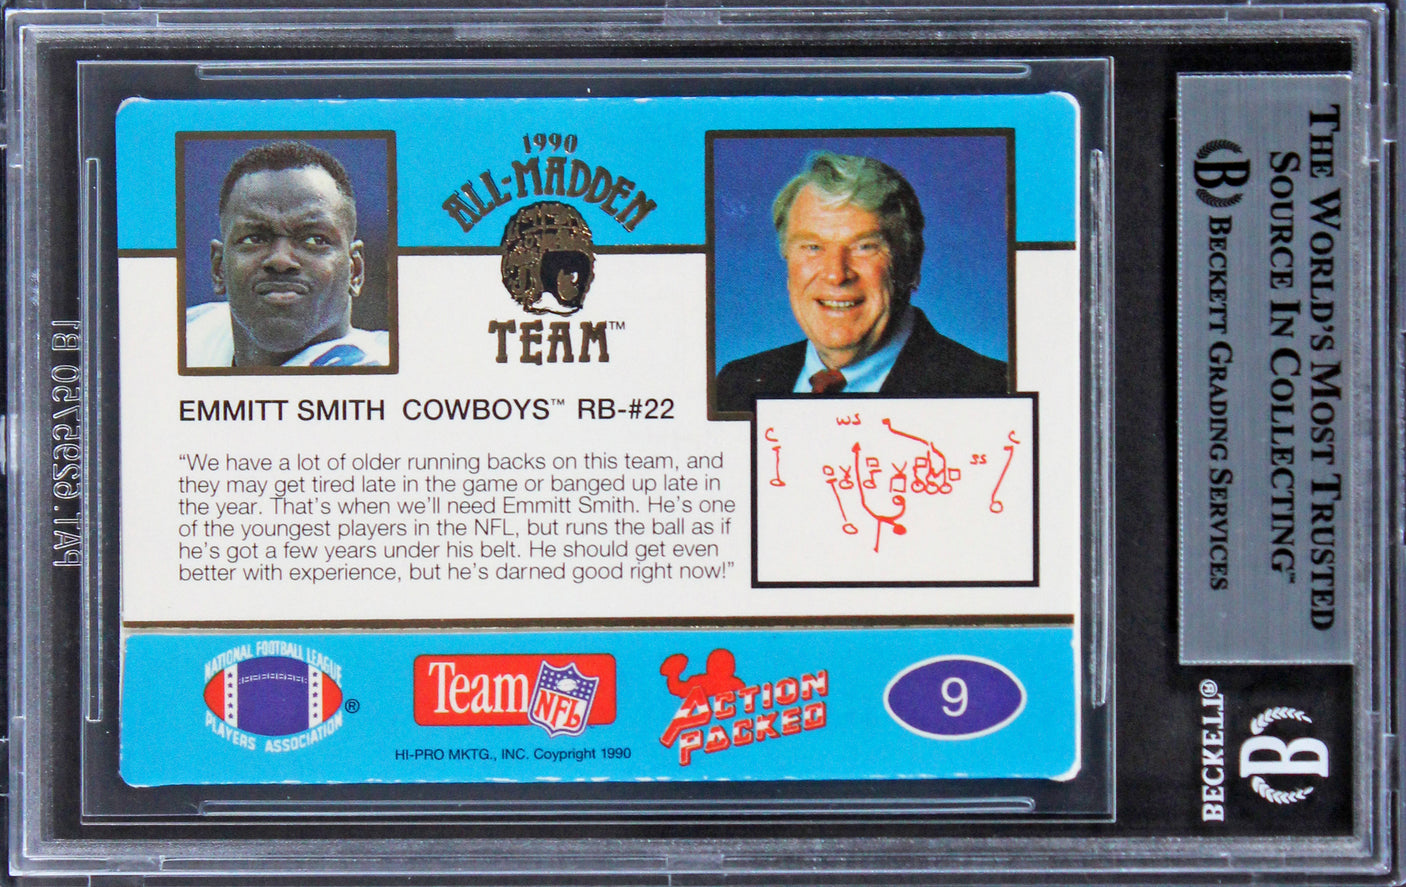 1990
ALL-MADDEN
TEAM™
EMMITT SMITH COWBOYS™ RB-#22
“We have a lot of older running backs on this team, and
they may get tired late in the game or banged up late in
the year. That’s when we’ll need Emmitt Smith. He’s one
of the youngest players in the NFL, but runs the ball as if
he’s got a few years under his belt. He should get even
better with experience, but he’s darned good right now!”
WS
C
C
SS
NATIONAL FOOTBALL LEAGUE
PLAYERS ASSOCIATION
®
Team
NFL
HI-PRO MKTG., INC. Copyright 1990
ACTION
PACKED
9
THE WORLD’S MOST TRUSTED
SOURCE IN COLLECTING™
B BECKETT GRADING SERVICES
BECKETT®
B